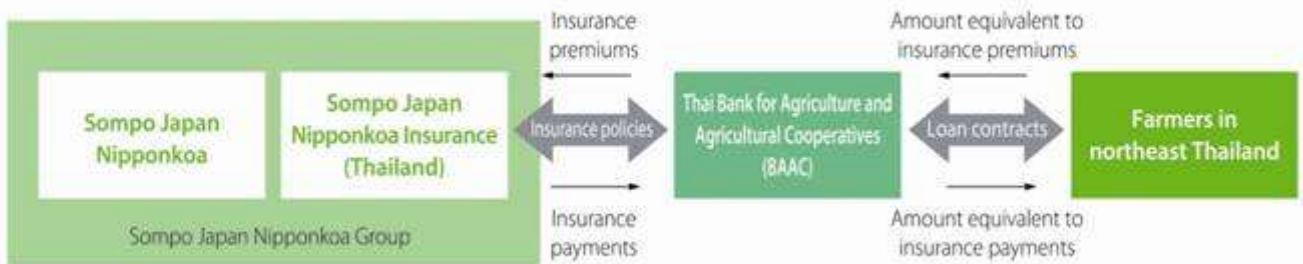 Insurance
premiums
Amount equivalent to
insurance premiums
Sompo Japan
Nipponkoa
Sompo Japan
Nipponkoa Insurance
(Thailand)
Insurance policies
Thai Bank for Agriculture and
Agricultural Cooperatives
(BAAC)
Loan contracts
Farmers in
northeast Thailand
Sompo Japan Nipponkoa Group
Insurance
payments
Amount equivalent to
insurance payments